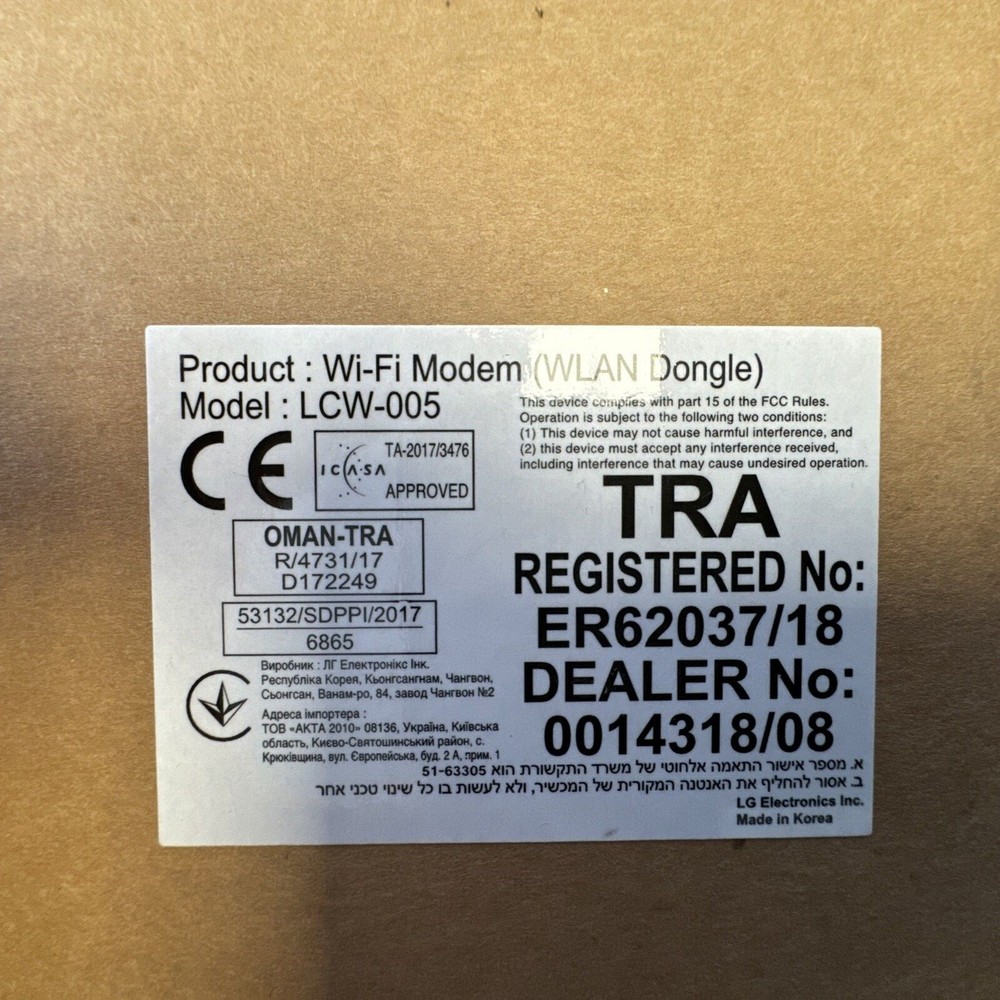 Product : Wi-Fi Modem (WLAN Dongle)
Model : LCW-005
This device complies with part 15 of the FCC Rules.
Operation is subject to the following two conditions:
(1) This device may not cause harmful interference, and
(2) this device must accept any interference received,
including interference that may cause undesired operation.
CE
ICASA
TA-2017/3476
APPROVED
OMAN-TRA
R/4731/17
D172249
53132/SDPPI/2017
6865
TRA
REGISTERED No:
ER62037/18
DEALER No:
0014318/08
Виробник : ЛГ Електронікс Інк.
Республіка Корея, Кьонгсангнам, Чангвон,
Сьонгсан, Ванам-ро, 84, завод Чангвон №2
Адреса імпортера :
ТОВ «АКТА 2010» 08136, Україна, Київська
область, Києво-Святошинський район, с.
Крюківщина, вул. Європейська, буд. 2 А, прим. 1
א. מספר אישור התאמה אלחוטי של משרד התקשורת הוא 51-63305
ב. אסור להחליף את האנטנה המקורית של המכשיר, ולא לעשות בו כל שינוי טכני אחר
LG Electronics Inc.
Made in Korea